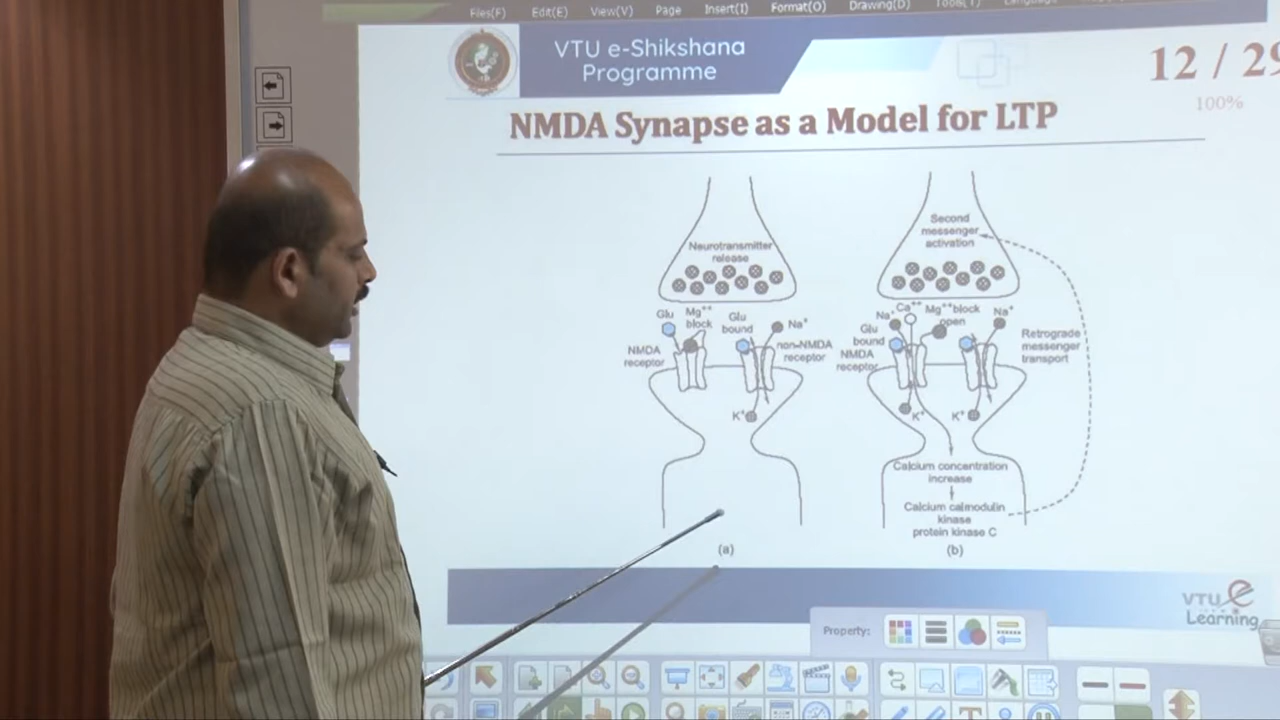 Files(F) Edit(E) View(V) Page Insert(I) Format(O) Drawing(D) Tools(T) Language
VTU e-Shikshana
Programme
12 / 29
100%
NMDA Synapse as a Model for LTP
Neurotransmitter
release
Glu
Mg++
block
Glu
bound
Na+
NMDA
receptor
non-NMDA
receptor
K+
(a)
Second
messenger
activation
Na+
Ca++
Mg++block
open
Na+
Glu
bound
NMDA
receptor
Retrograde
messenger
transport
K+
K+
Calcium concentration
increase
Calcium calmodulin
kinase
protein kinase C
(b)
VTU e
Learning
Property: